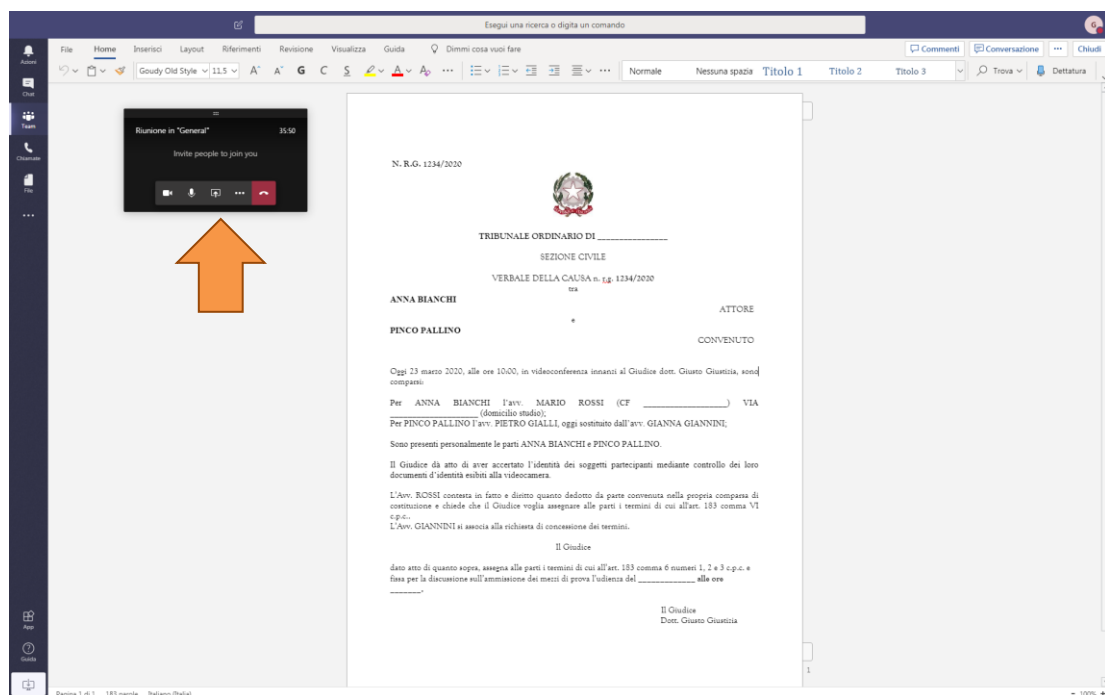 Esegui una ricerca o digita un comando
G
Azioni
Chat
Team
Chiamate
File
App
Guida
File Home Inserisci Layout Riferimenti Revisione Visualizza Guida Dimmi cosa vuoi fare
Commenti Conversazione ... Chiudi
Goudy Old Style 11.5 A^ A˅ G C S A ... Normale Nessuna spazia Titolo 1 Titolo 2 Titolo 3 Trova Dettatura
Riunione in "General" 35:50
Invite people to join you
N. R.G. 1234/2020
TRIBUNALE ORDINARIO DI ________________
SEZIONE CIVILE
VERBALE DELLA CAUSA n. r.g. 1234/2020
tra
ANNA BIANCHI
ATTORE
e
PINCO PALLINO
CONVENUTO
Oggi 23 marzo 2020, alle ore 10:00, in videoconferenza innanzi al Giudice dott. Giusto Giustizia, sono
comparsi:
Per ANNA BIANCHI l'avv. MARIO ROSSI (CF ___________________) VIA
____________________ (domicilio studio);
Per PINCO PALLINO l'avv. PIETRO GIALLI, oggi sostituito dall'avv. GIANNA GIANNINI;
Sono presenti personalmente le parti ANNA BIANCHI e PINCO PALLINO.
Il Giudice dà atto di aver accertato l'identità dei soggetti partecipanti mediante controllo dei loro
documenti d'identità esibiti alla videocamera.
L'Avv. ROSSI contesta in fatto e diritto quanto dedotto da parte convenuta nella propria comparsa di
costituzione e chiede che il Giudice voglia assegnare alle parti i termini di cui all'art. 183 comma VI
c.p.c..
L'Avv. GIANNINI si associa alla richiesta di concessione dei termini.
Il Giudice
dato atto di quanto sopra, assegna alle parti i termini di cui all'art. 183 comma 6 numeri 1, 2 e 3 c.p.c. e
fissa per la discussione sull'ammissione dei mezzi di prova l'udienza del _____________ alle ore
_______.
Il Giudice
Dott. Giusto Giustizia
1
Pagina 1 di 1 183 parole Italiano (Italia) - 100% +